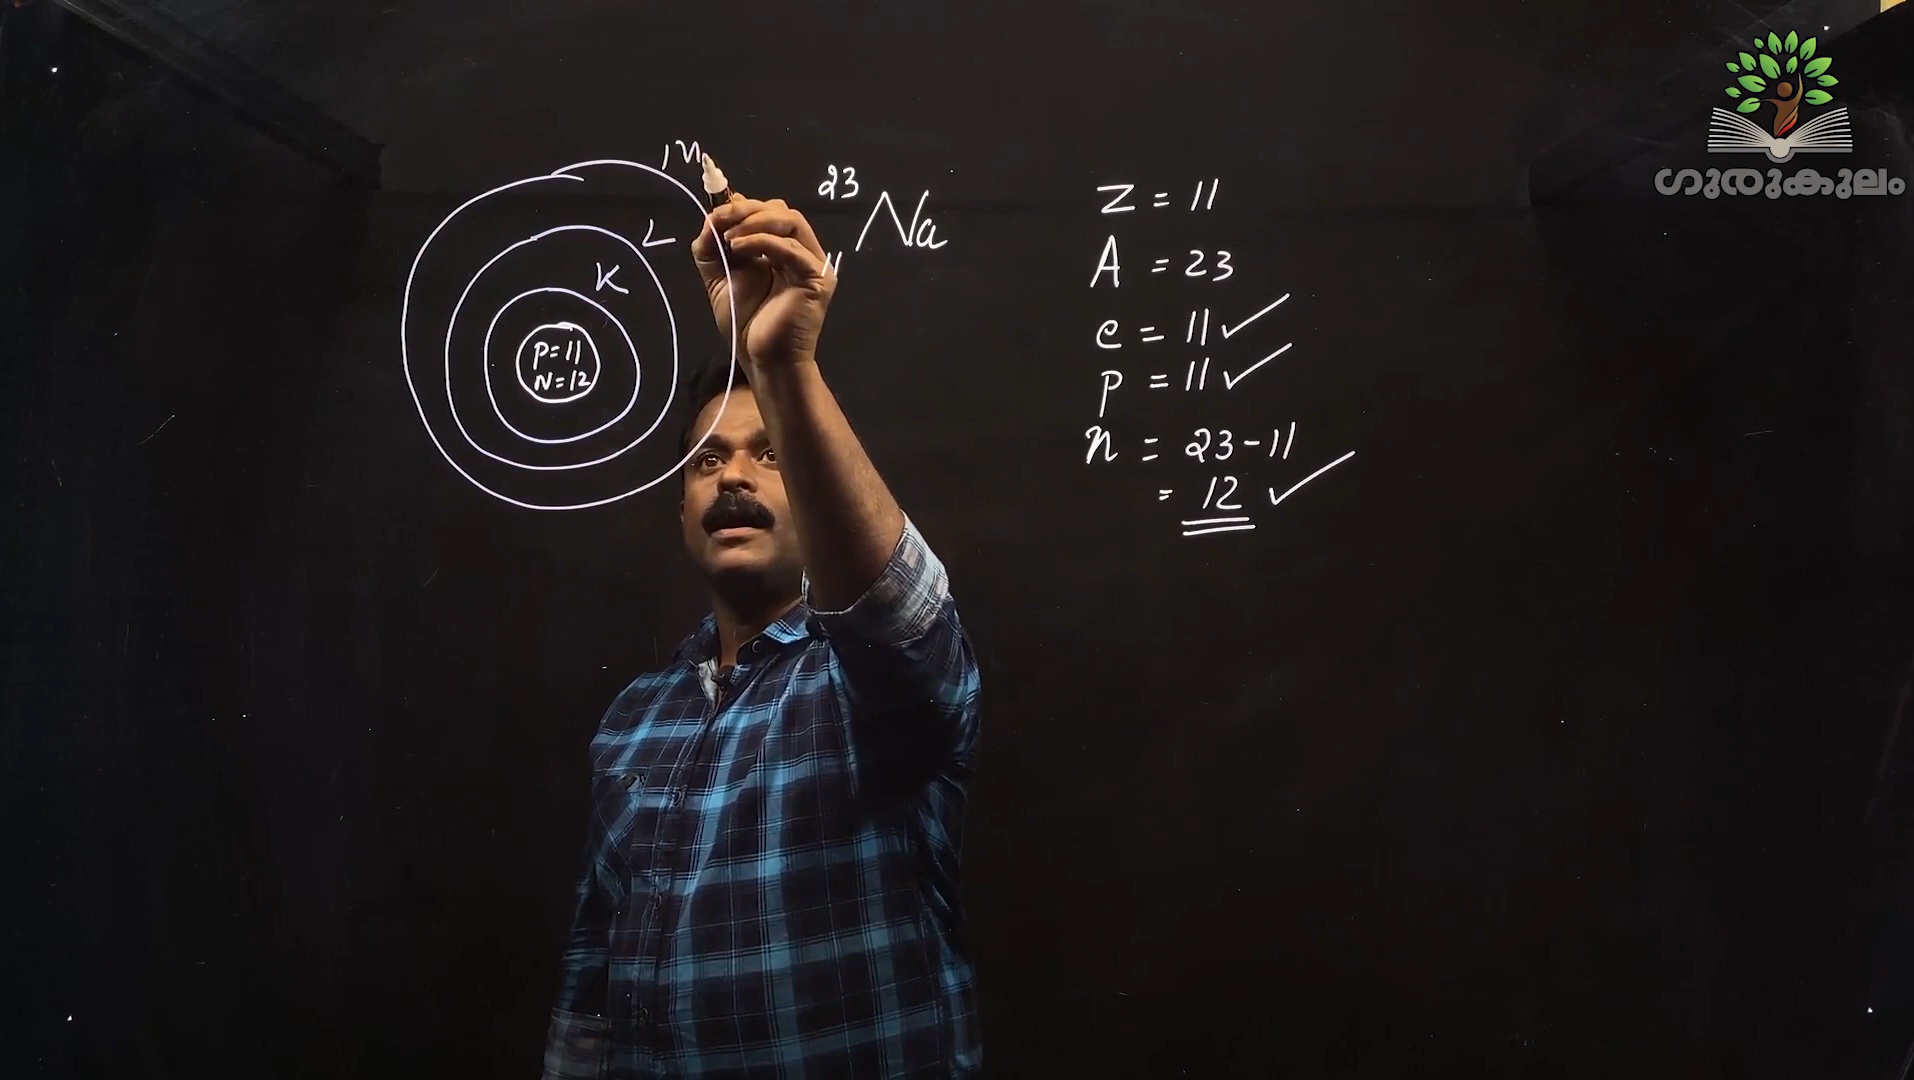 M
L
K
P=11
N=12
23
11 Na
Z = 11
A = 23
e = 11 ✓
p = 11 ✓
n = 23-11
= 12 ✓
ഗുരുകുലം